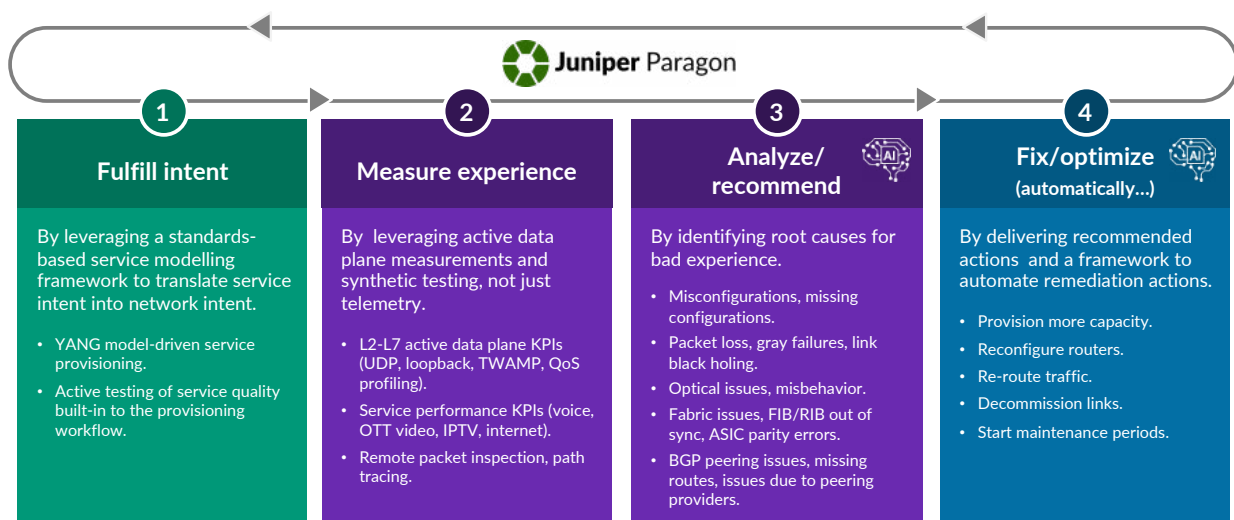 Juniper Paragon
1
Fulfill intent
By leveraging a standards-
based service modelling
framework to translate service
intent into network intent.
• YANG model-driven service
provisioning.
• Active testing of service quality
built-in to the provisioning
workflow.
2
Measure experience
By leveraging active data
plane measurements and
synthetic testing, not just
telemetry.
• L2-L7 active data plane KPIs
(UDP, loopback, TWAMP, QoS
profiling).
• Service performance KPIs (voice,
OTT video, IPTV, internet).
• Remote packet inspection, path
tracing.
3
Analyze/
recommend
AI
By identifying root causes for
bad experience.
• Misconfigurations, missing
configurations.
• Packet loss, gray failures, link
black holing.
• Optical issues, misbehavior.
• Fabric issues, FIB/RIB out of
sync, ASIC parity errors.
• BGP peering issues, missing
routes, issues due to peering
providers.
4
Fix/optimize
(automatically...)
AI
By delivering recommended
actions and a framework to
automate remediation actions.
• Provision more capacity.
• Reconfigure routers.
• Re-route traffic.
• Decommission links.
• Start maintenance periods.